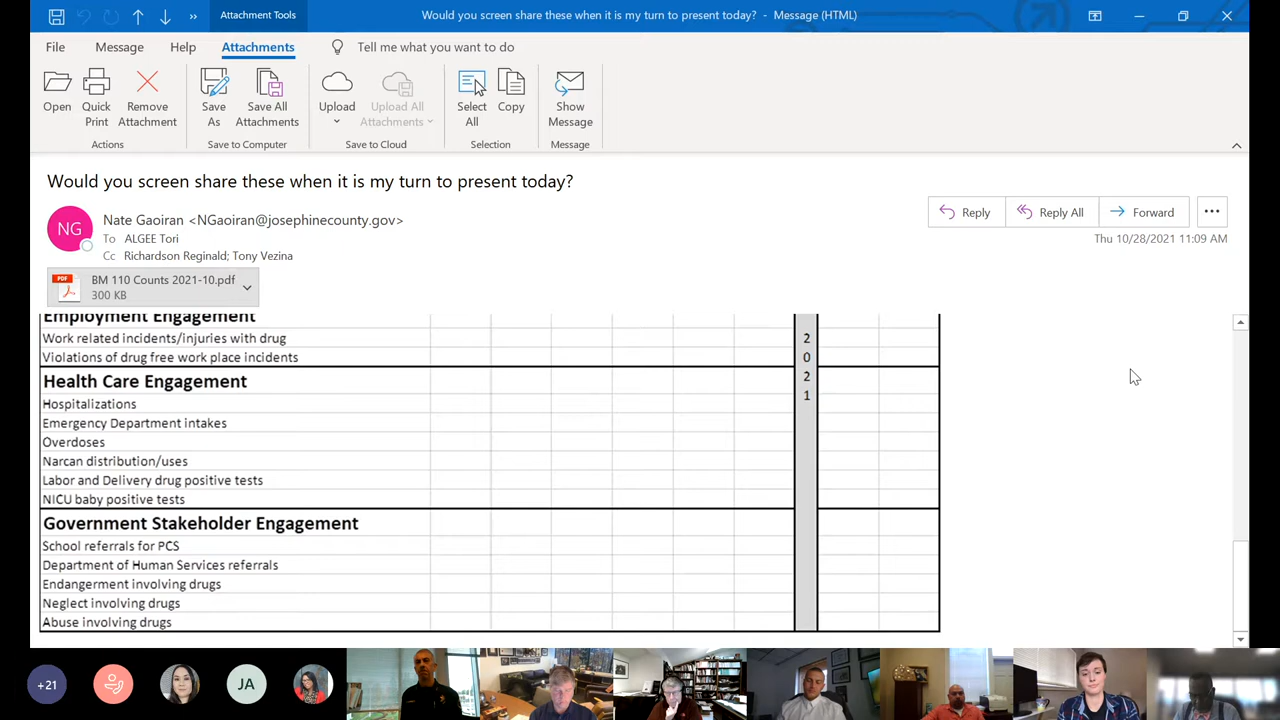 Attachment Tools
Would you screen share these when it is my turn to present today? - Message (HTML)
File Message Help Attachments Tell me what you want to do
Open
Quick Print
Remove Attachment
Actions
Save As
Save All Attachments
Save to Computer
Upload
Upload All Attachments
Save to Cloud
Select All
Copy
Selection
Show Message
Message
Would you screen share these when it is my turn to present today?
NG
Nate Gaoiran <NGaoiran@josephinecounty.gov>
To ALGEE Tori
Cc Richardson Reginald; Tony Vezina
Reply
Reply All
Forward
Thu 10/28/2021 11:09 AM
PDF
BM 110 Counts 2021-10.pdf
300 KB
Employment Engagement
Work related incidents/injuries with drug
Violations of drug free work place incidents
2
0
2
1
Health Care Engagement
Hospitalizations
Emergency Department intakes
Overdoses
Narcan distribution/uses
Labor and Delivery drug positive tests
NICU baby positive tests
Government Stakeholder Engagement
School referrals for PCS
Department of Human Services referrals
Endangerment involving drugs
Neglect involving drugs
Abuse involving drugs
+21
JA